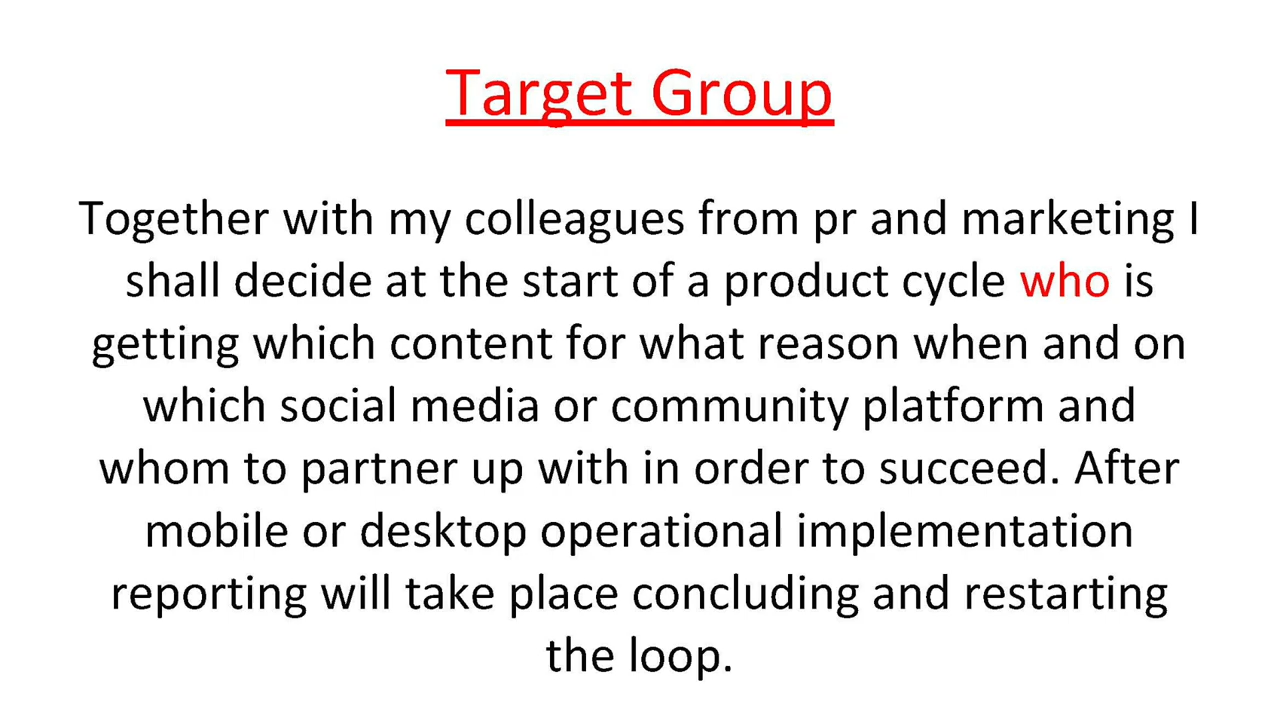 Target Group
Together with my colleagues from pr and marketing I
shall decide at the start of a product cycle who is
getting which content for what reason when and on
which social media or community platform and
whom to partner up with in order to succeed. After
mobile or desktop operational implementation
reporting will take place concluding and restarting
the loop.